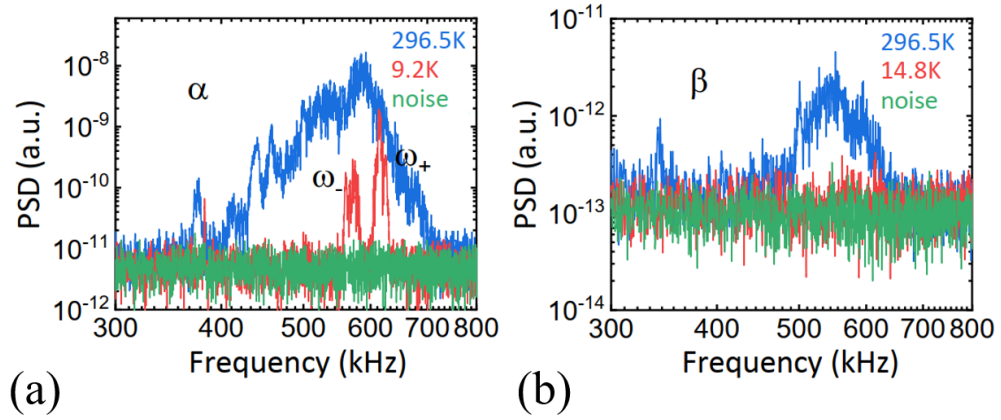 10⁻⁸
10⁻⁹
10⁻¹⁰
10⁻¹¹
10⁻¹²
PSD (a.u.)
α
296.5K
9.2K
noise
ω₋
ω₊
300 400 500 600 700 800
Frequency (kHz)
(a)
10⁻¹¹
10⁻¹²
10⁻¹³
10⁻¹⁴
PSD (a.u.)
β
296.5K
14.8K
noise
300 400 500 600 700 800
Frequency (kHz)
(b)